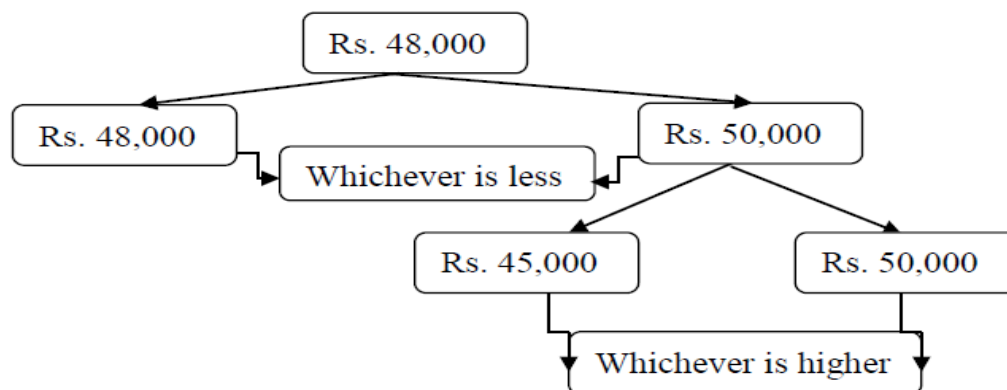 Rs. 48,000
Rs. 48,000
Rs. 50,000
Whichever is less
Rs. 45,000
Rs. 50,000
Whichever is higher